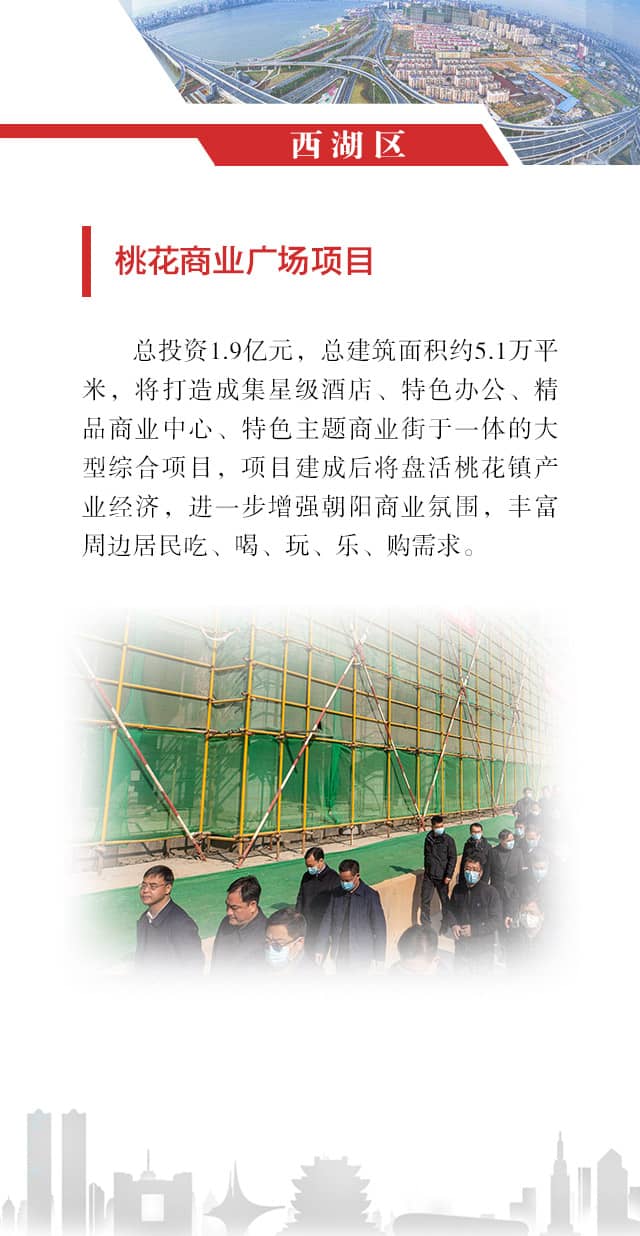 西湖区
桃花商业广场项目
总投资1.9亿元，总建筑面积约5.1万平
米，将打造成集星级酒店、特色办公、精
品商业中心、特色主题商业街于一体的大
型综合项目，项目建成后将盘活桃花镇产
业经济，进一步增强朝阳商业氛围，丰富
周边居民吃、喝、玩、乐、购需求。